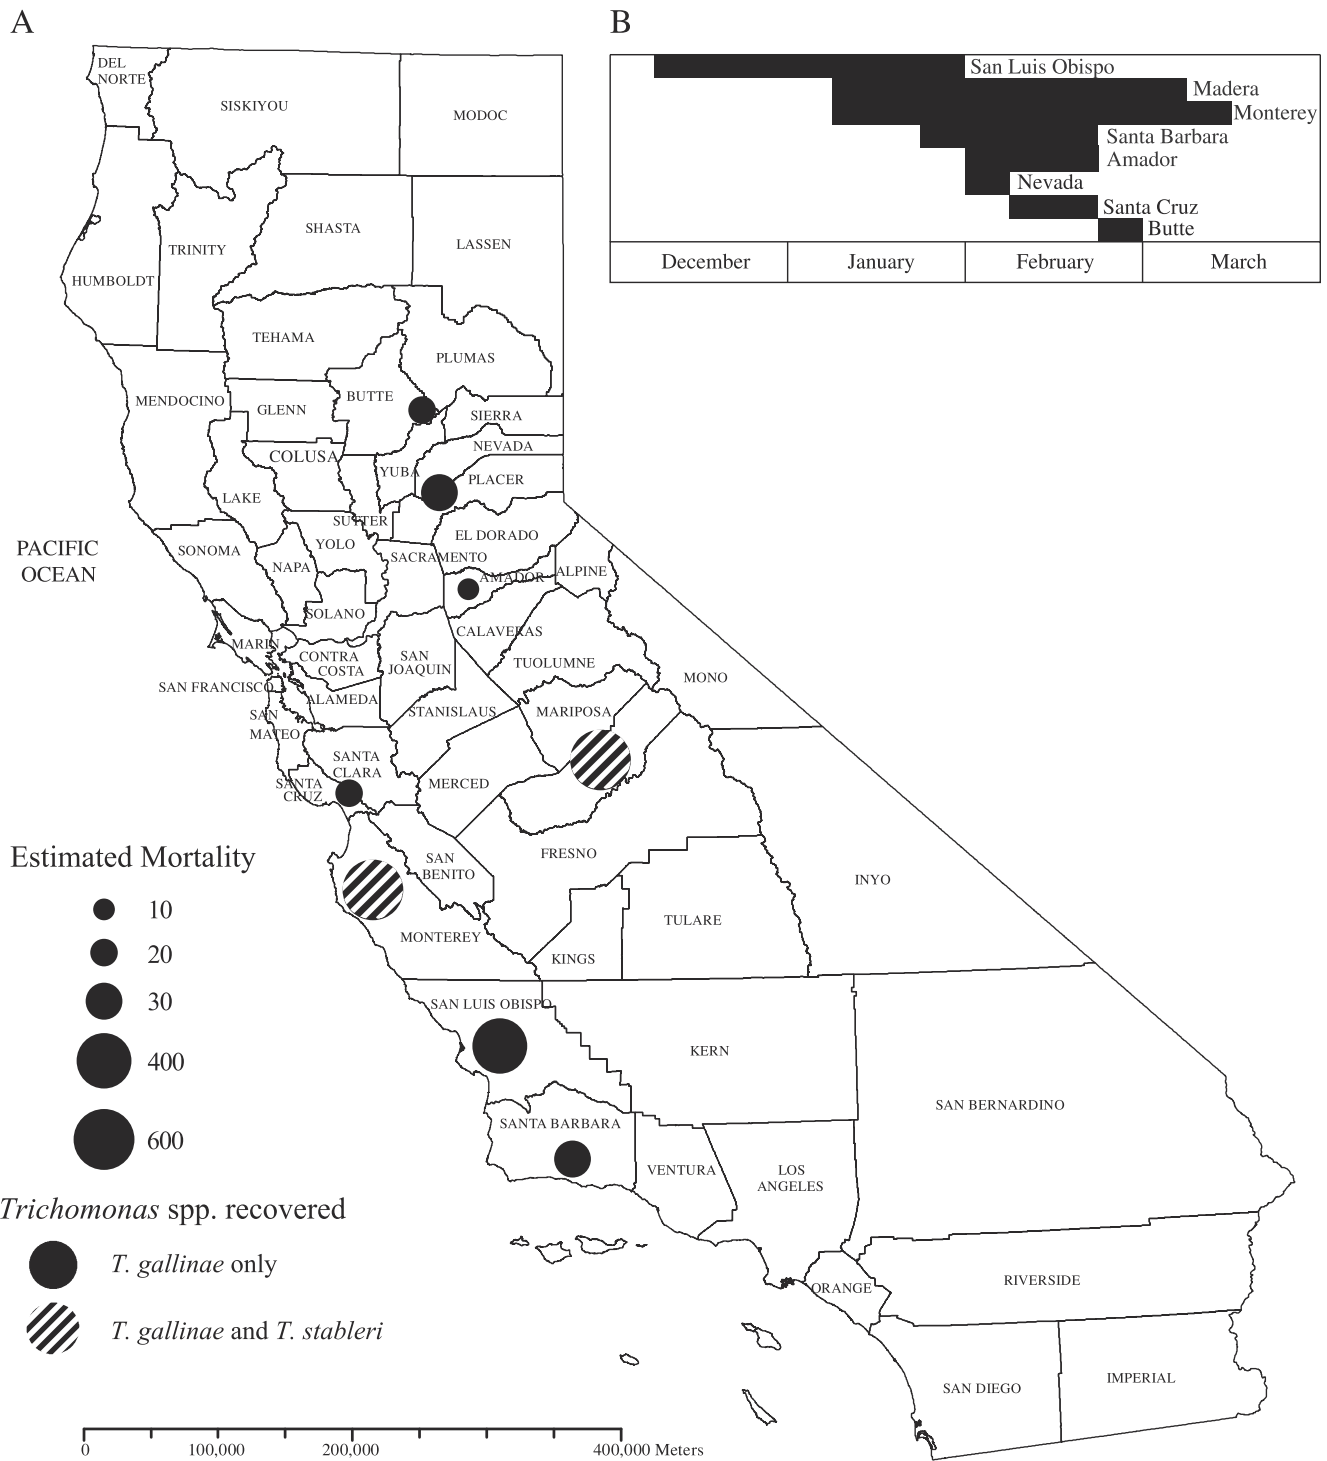 A
B
DEL
NORTE
SISKIYOU
MODOC
SHASTA
LASSEN
TRINITY
HUMBOLDT
TEHAMA
PLUMAS
MENDOCINO
GLENN
BUTTE
SIERRA
COLUSA
NEVADA
YUBA
PLACER
LAKE
SUTTER
EL DORADO
SONOMA
YOLO
SACRAMENTO
NAPA
AMADOR
ALPINE
PACIFIC
OCEAN
SOLANO
CALAVERAS
MARIN
CONTRA
COSTA
SAN
JOAQUIN
TUOLUMNE
MONO
SAN FRANCISCO
ALAMEDA
STANISLAUS
MARIPOSA
SAN
MATEO
SANTA
CLARA
SANTA
CRUZ
MERCED
SAN
BENITO
FRESNO
INYO
TULARE
MONTEREY
KINGS
SAN LUIS OBISPO
KERN
SAN BERNARDINO
SANTA BARBARA
VENTURA
LOS
ANGELES
ORANGE
RIVERSIDE
SAN DIEGO
IMPERIAL
Estimated Mortality
10
20
30
400
600
Trichomonas spp. recovered
T. gallinae only
T. gallinae and T. stableri
0 100,000 200,000 400,000 Meters
San Luis Obispo
Madera
Monterey
Santa Barbara
Amador
Nevada
Santa Cruz
Butte
December January February March